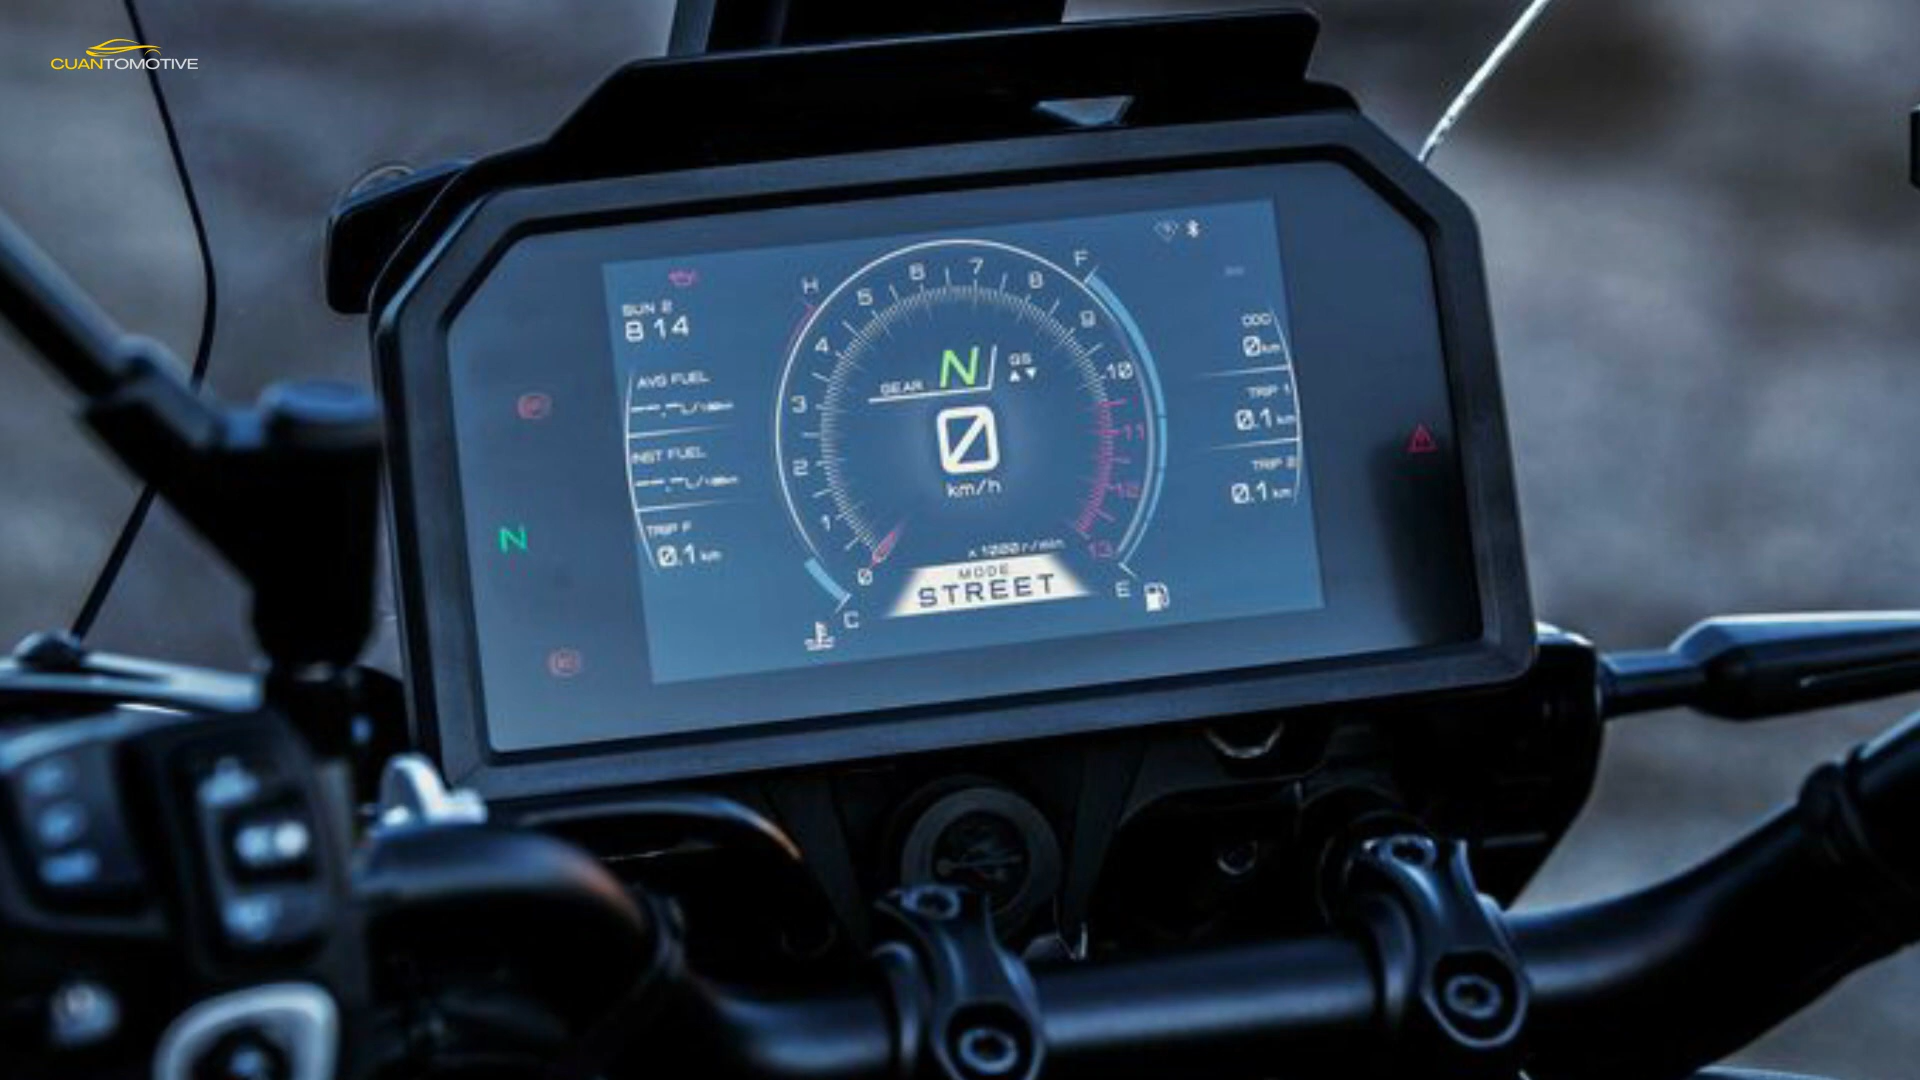 CUANTOMOTIVE
SUN 2
8 14
AVG FUEL
INST FUEL
TRIP F
0.1 km
H
C
0
1
2
3
4
5
6
7
8
9
10
11
12
13
GEAR N QS
0
km/h
x 1000 r/min
MODE
STREET
F
E
ODO
0 km
TRIP 1
0.1 km
TRIP 2
0.1 km
N